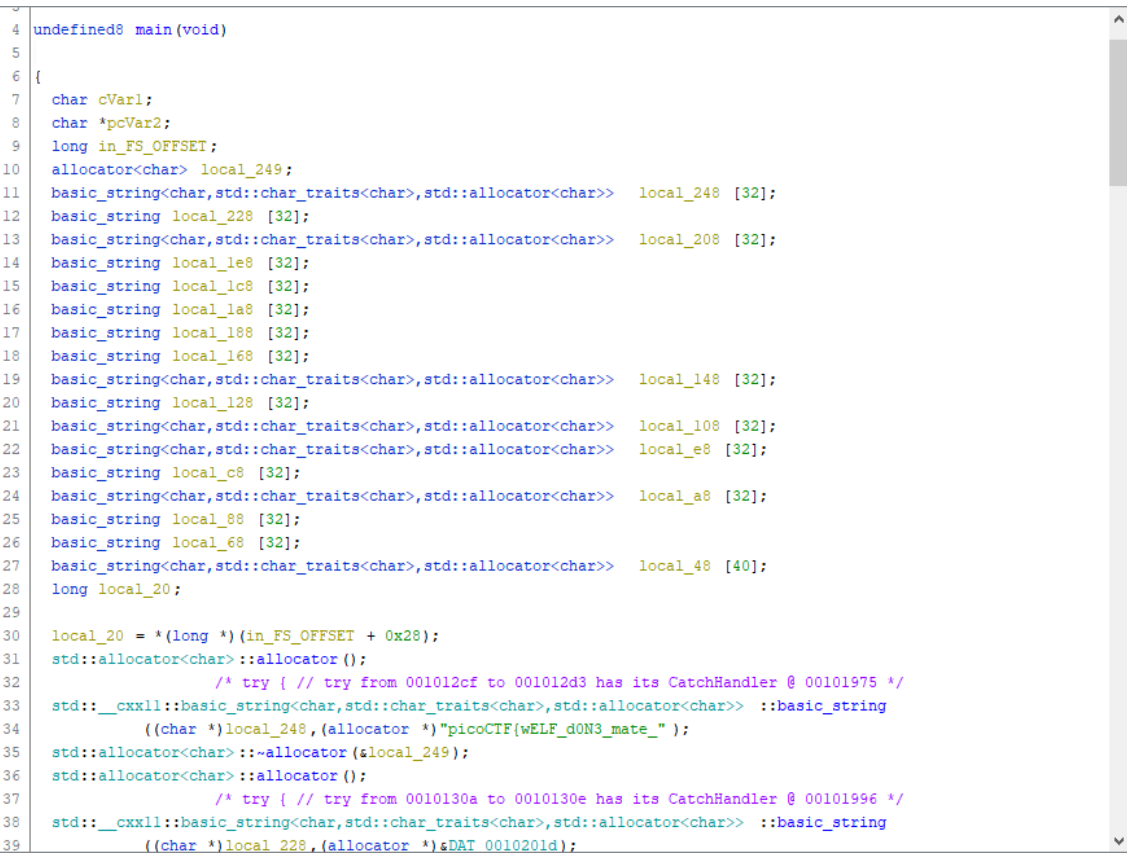 4 undefined8 main(void)
5
6 {
7 char cVar1;
8 char *pcVar2;
9 long in_FS_OFFSET;
10 allocator<char> local_249;
11 basic_string<char,std::char_traits<char>,std::allocator<char>> local_248 [32];
12 basic_string local_228 [32];
13 basic_string<char,std::char_traits<char>,std::allocator<char>> local_208 [32];
14 basic_string local_1e8 [32];
15 basic_string local_1c8 [32];
16 basic_string local_1a8 [32];
17 basic_string local_188 [32];
18 basic_string local_168 [32];
19 basic_string<char,std::char_traits<char>,std::allocator<char>> local_148 [32];
20 basic_string local_128 [32];
21 basic_string<char,std::char_traits<char>,std::allocator<char>> local_108 [32];
22 basic_string<char,std::char_traits<char>,std::allocator<char>> local_e8 [32];
23 basic_string local_c8 [32];
24 basic_string<char,std::char_traits<char>,std::allocator<char>> local_a8 [32];
25 basic_string local_88 [32];
26 basic_string local_68 [32];
27 basic_string<char,std::char_traits<char>,std::allocator<char>> local_48 [40];
28 long local_20;
29
30 local_20 = *(long *)(in_FS_OFFSET + 0x28);
31 std::allocator<char>::allocator();
32 /* try { // try from 001012cf to 001012d3 has its CatchHandler @ 00101975 */
33 std::__cxx11::basic_string<char,std::char_traits<char>,std::allocator<char>> ::basic_string
34 ((char *)local_248,(allocator *)"picoCTF{wELF_d0N3_mate_" );
35 std::allocator<char>::~allocator(&local_249);
36 std::allocator<char>::allocator();
37 /* try { // try from 0010130a to 0010130e has its CatchHandler @ 00101996 */
38 std::__cxx11::basic_string<char,std::char_traits<char>,std::allocator<char>> ::basic_string
39 ((char *)local_228,(allocator *)&DAT_0010201d);